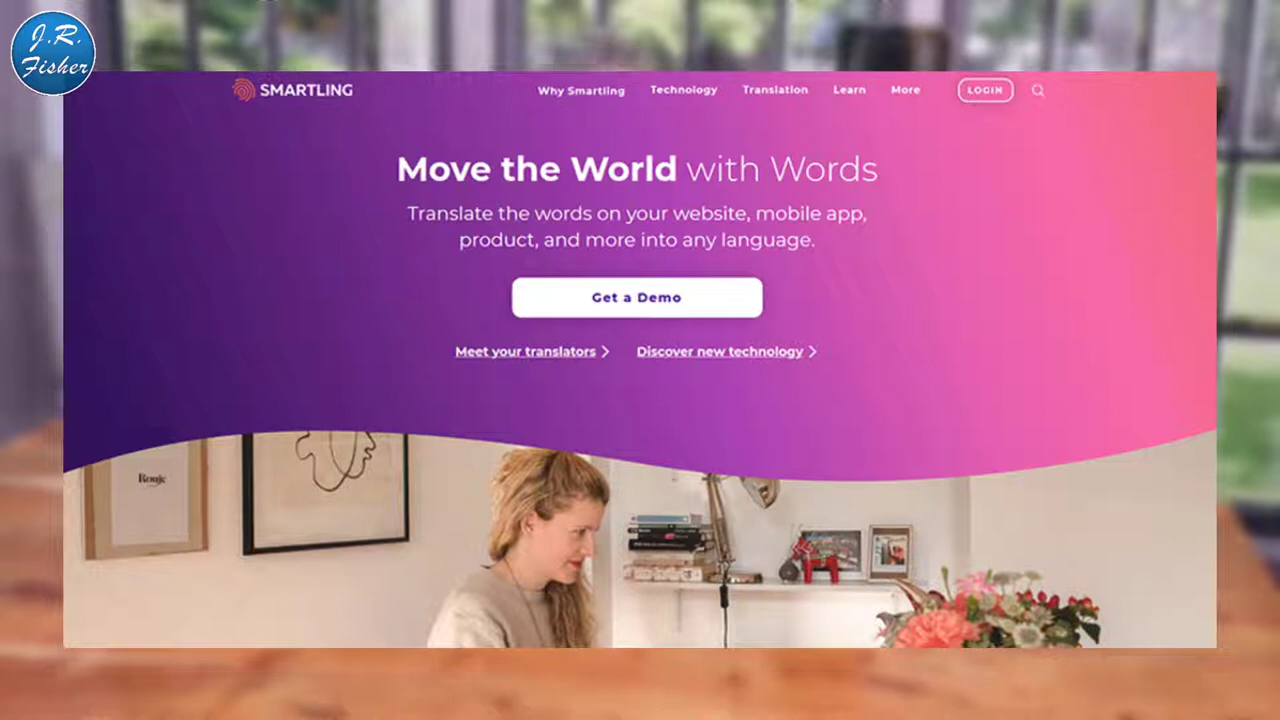 J.R.
Fisher
SMARTLING
Why Smartling Technology Translation Learn More LOGIN
Move the World with Words
Translate the words on your website, mobile app,
product, and more into any language.
Get a Demo
Meet your translators Discover new technology
Rouje